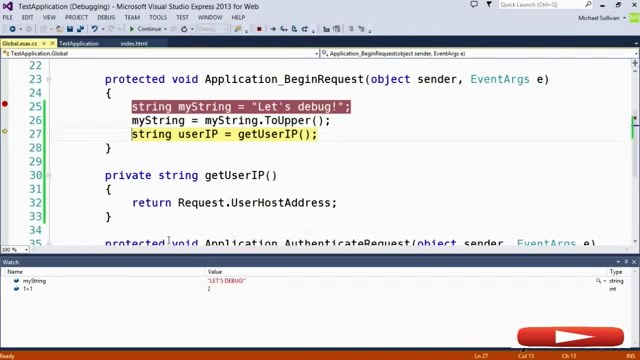 TestApplication (Debugging) - Microsoft Visual Studio Express 2013 for Web
Quick Launch (Ctrl+Q)
FILE EDIT VIEW PROJECT BUILD DEBUG TEAM TOOLS TEST WINDOW HELP
Michael Sullivan
Continue
Global.asax.cs TestApplication index.html
TestApplication.Global
Application_BeginRequest(object sender, EventArgs e)
22
23 protected void Application_BeginRequest(object sender, EventArgs e)
24 {
25 string myString = "Let's debug!";
26 myString = myString.ToUpper();
27 string userIP = getUserIP();
28 }
29
30 private string getUserIP()
31 {
32 return Request.UserHostAddress;
33 }
34
35 protected void Application_AuthenticateRequest(object sender, EventArgs e)
100 %
Watch
Name Value Type
myString "LET'S DEBUG!" string
1+1 2 int
Ready
Ln 27 Col 13 Ch 13